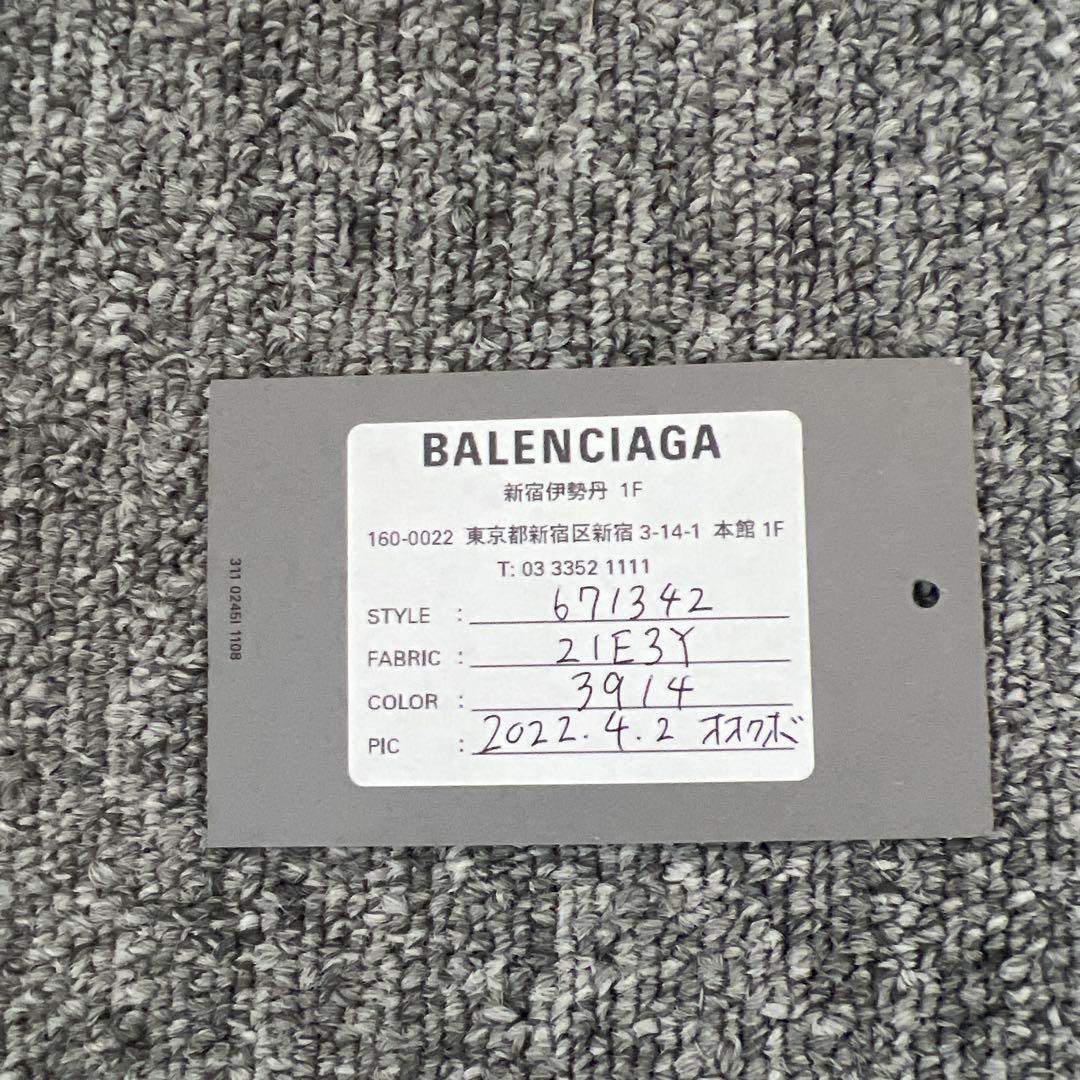 BALENCIAGA
新宿伊勢丹 1F
160-0022 東京都新宿区新宿 3-14-1 本館 1F
T: 03 3352 1111
STYLE : 671342
FABRIC : 21E3Y
COLOR : 3914
PIC : 2022.4.2 オオクボ
311 0245I 1108